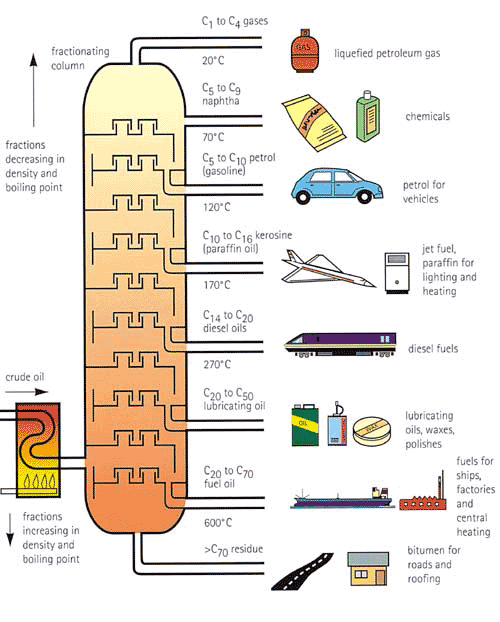 C1 to C4 gases
fractionating
column
GAS
liquefied petroleum gas
20°C
C5 to C9
naphtha
chemicals
fractions
decreasing in
density and
boiling point
70°C
C5 to C10 petrol
(gasoline)
petrol for
vehicles
120°C
C10 to C16 kerosine
(paraffin oil)
jet fuel,
paraffin for
lighting and
heating
170°C
C14 to C20
diesel oils
diesel fuels
270°C
crude oil
C20 to C50
lubricating oil
OIL
WAX
lubricating
oils, waxes,
polishes
C20 to C70
fuel oil
fuels for
ships,
factories
and
central
heating
fractions
increasing in
density and
boiling point
600°C
>C70 residue
bitumen for
roads and
roofing